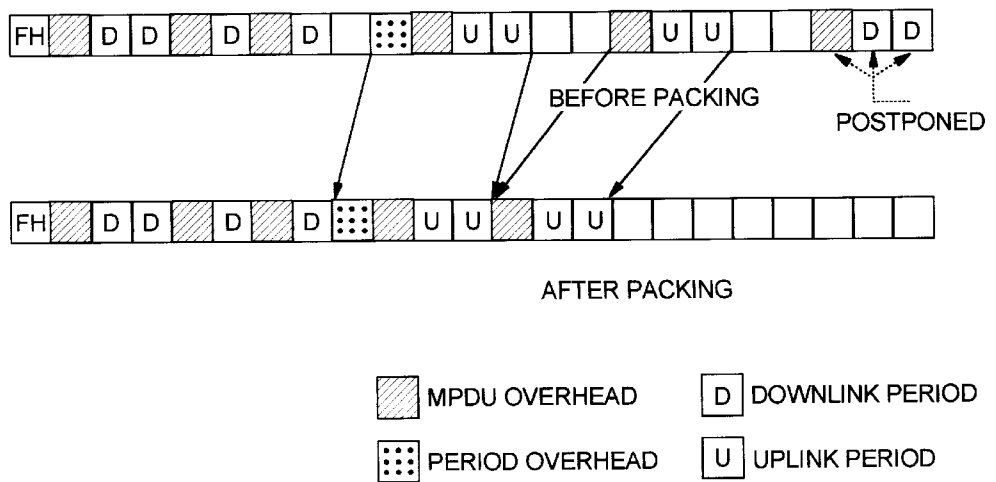 FH D D D D U U U U D D
BEFORE PACKING
POSTPONED
FH D D D D U U U U
AFTER PACKING
MPDU OVERHEAD D DOWNLINK PERIOD
PERIOD OVERHEAD U UPLINK PERIOD